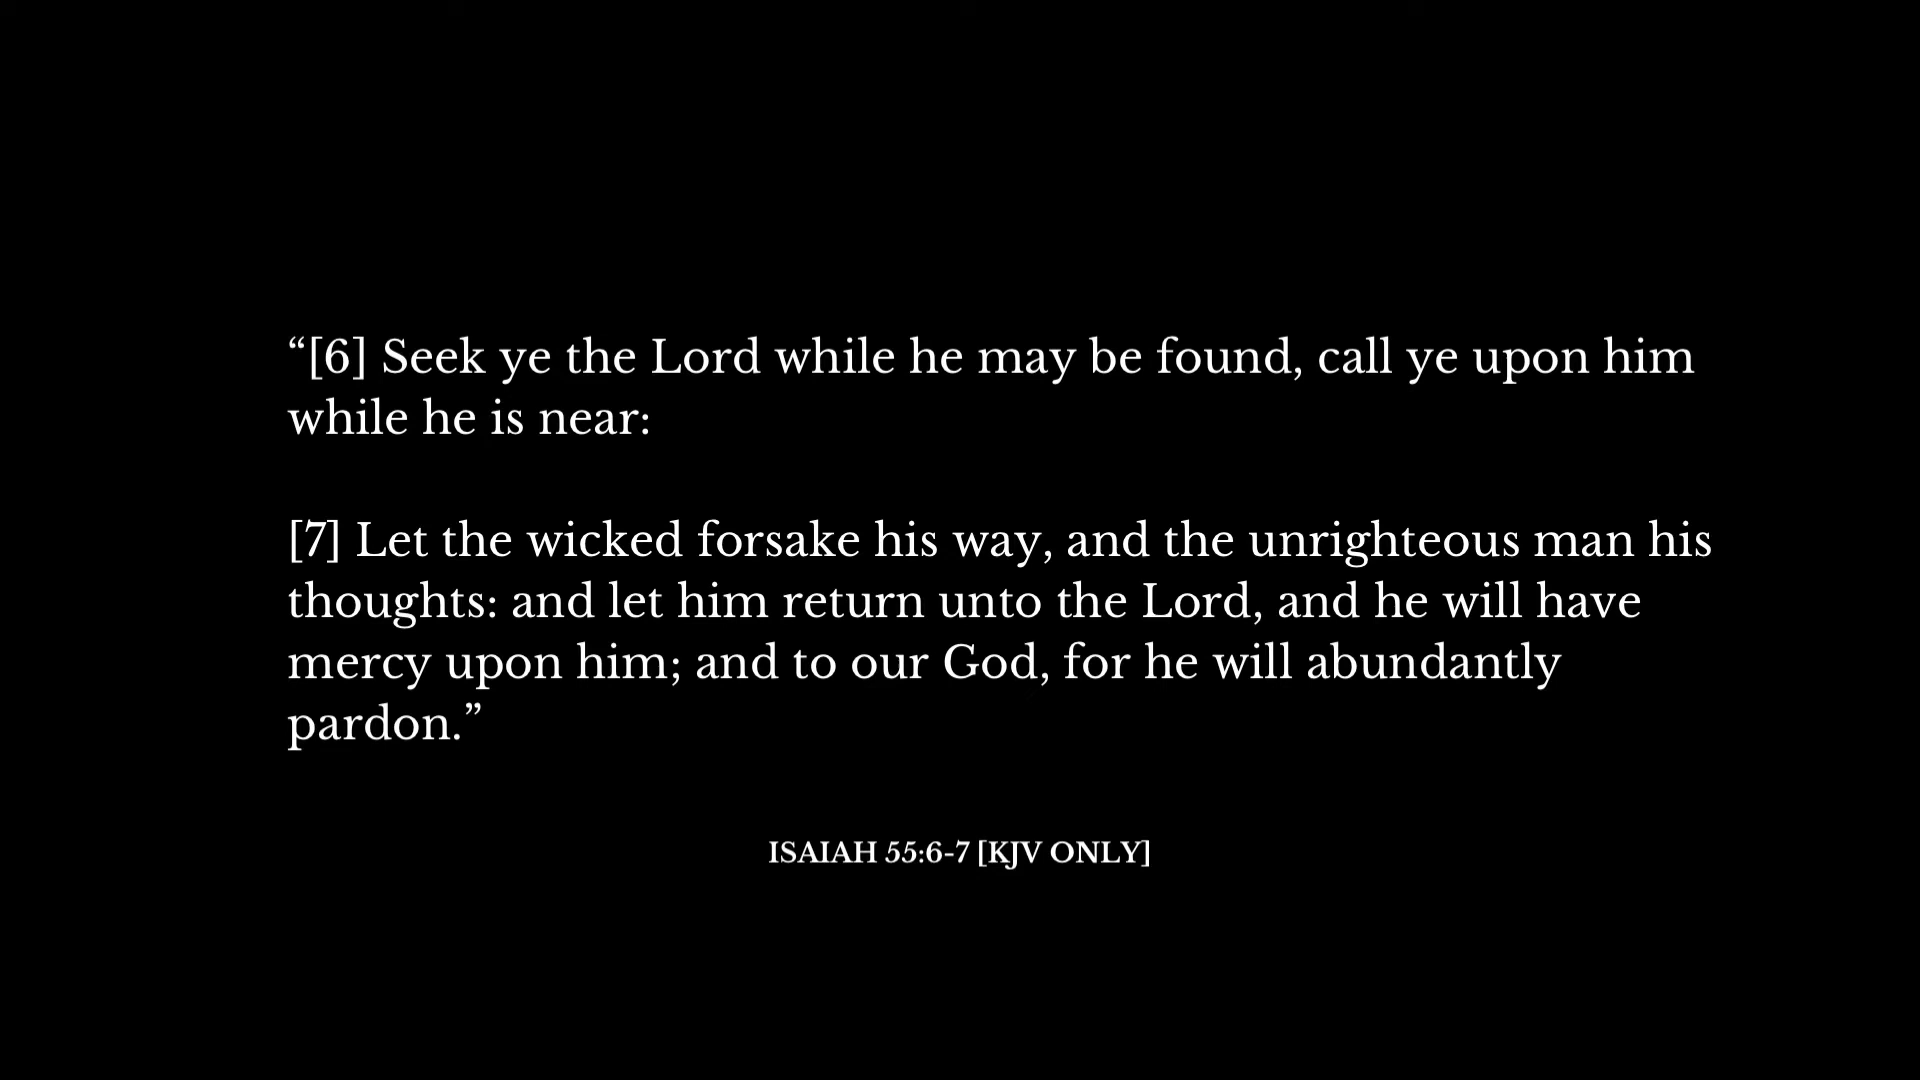 “[6] Seek ye the Lord while he may be found, call ye upon him
while he is near:
[7] Let the wicked forsake his way, and the unrighteous man his
thoughts: and let him return unto the Lord, and he will have
mercy upon him; and to our God, for he will abundantly
pardon.”
ISAIAH 55:6-7 [KJV ONLY]